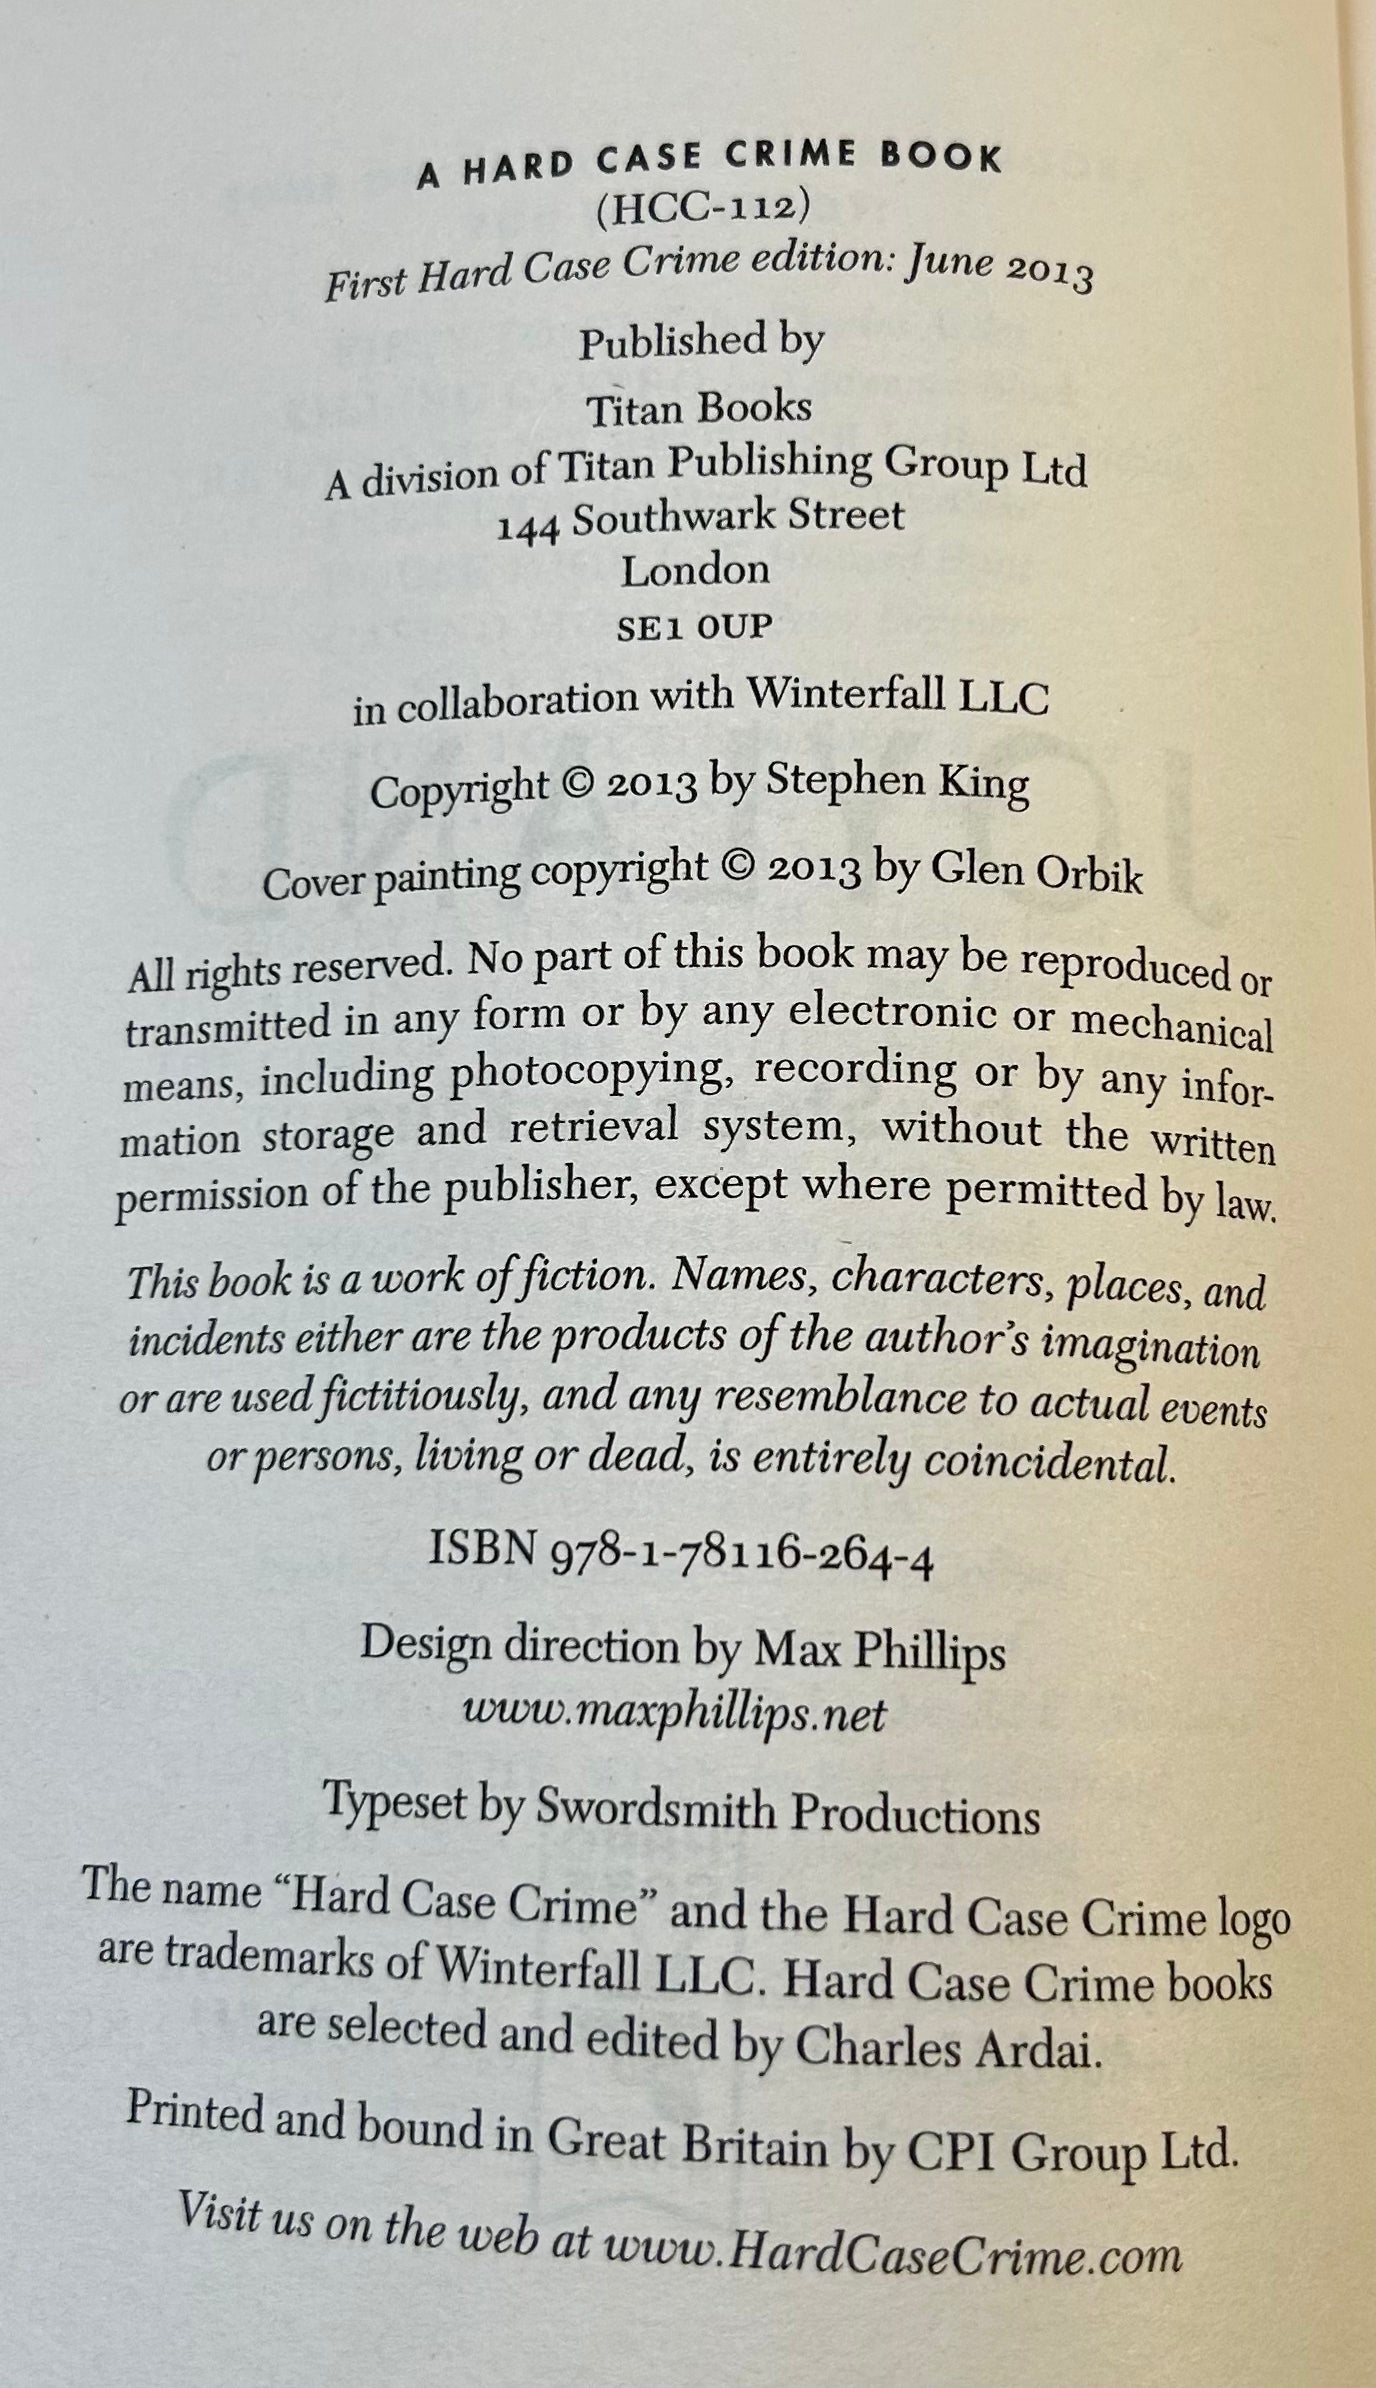 A HARD CASE CRIME BOOK
(HCC-112)
First Hard Case Crime edition: June 2013
Published by
Titan Books
A division of Titan Publishing Group Ltd
144 Southwark Street
London
SE1 0UP
in collaboration with Winterfall LLC
Copyright © 2013 by Stephen King
Cover painting copyright © 2013 by Glen Orbik
All rights reserved. No part of this book may be reproduced or
transmitted in any form or by any electronic or mechanical
means, including photocopying, recording or by any infor-
mation storage and retrieval system, without the written
permission of the publisher, except where permitted by law.
This book is a work of fiction. Names, characters, places, and
incidents either are the products of the author’s imagination
or are used fictitiously, and any resemblance to actual events
or persons, living or dead, is entirely coincidental.
ISBN 978-1-78116-264-4
Design direction by Max Phillips
www.maxphillips.net
Typeset by Swordsmith Productions
The name “Hard Case Crime” and the Hard Case Crime logo
are trademarks of Winterfall LLC. Hard Case Crime books
are selected and edited by Charles Ardai.
Printed and bound in Great Britain by CPI Group Ltd.
Visit us on the web at www.HardCaseCrime.com